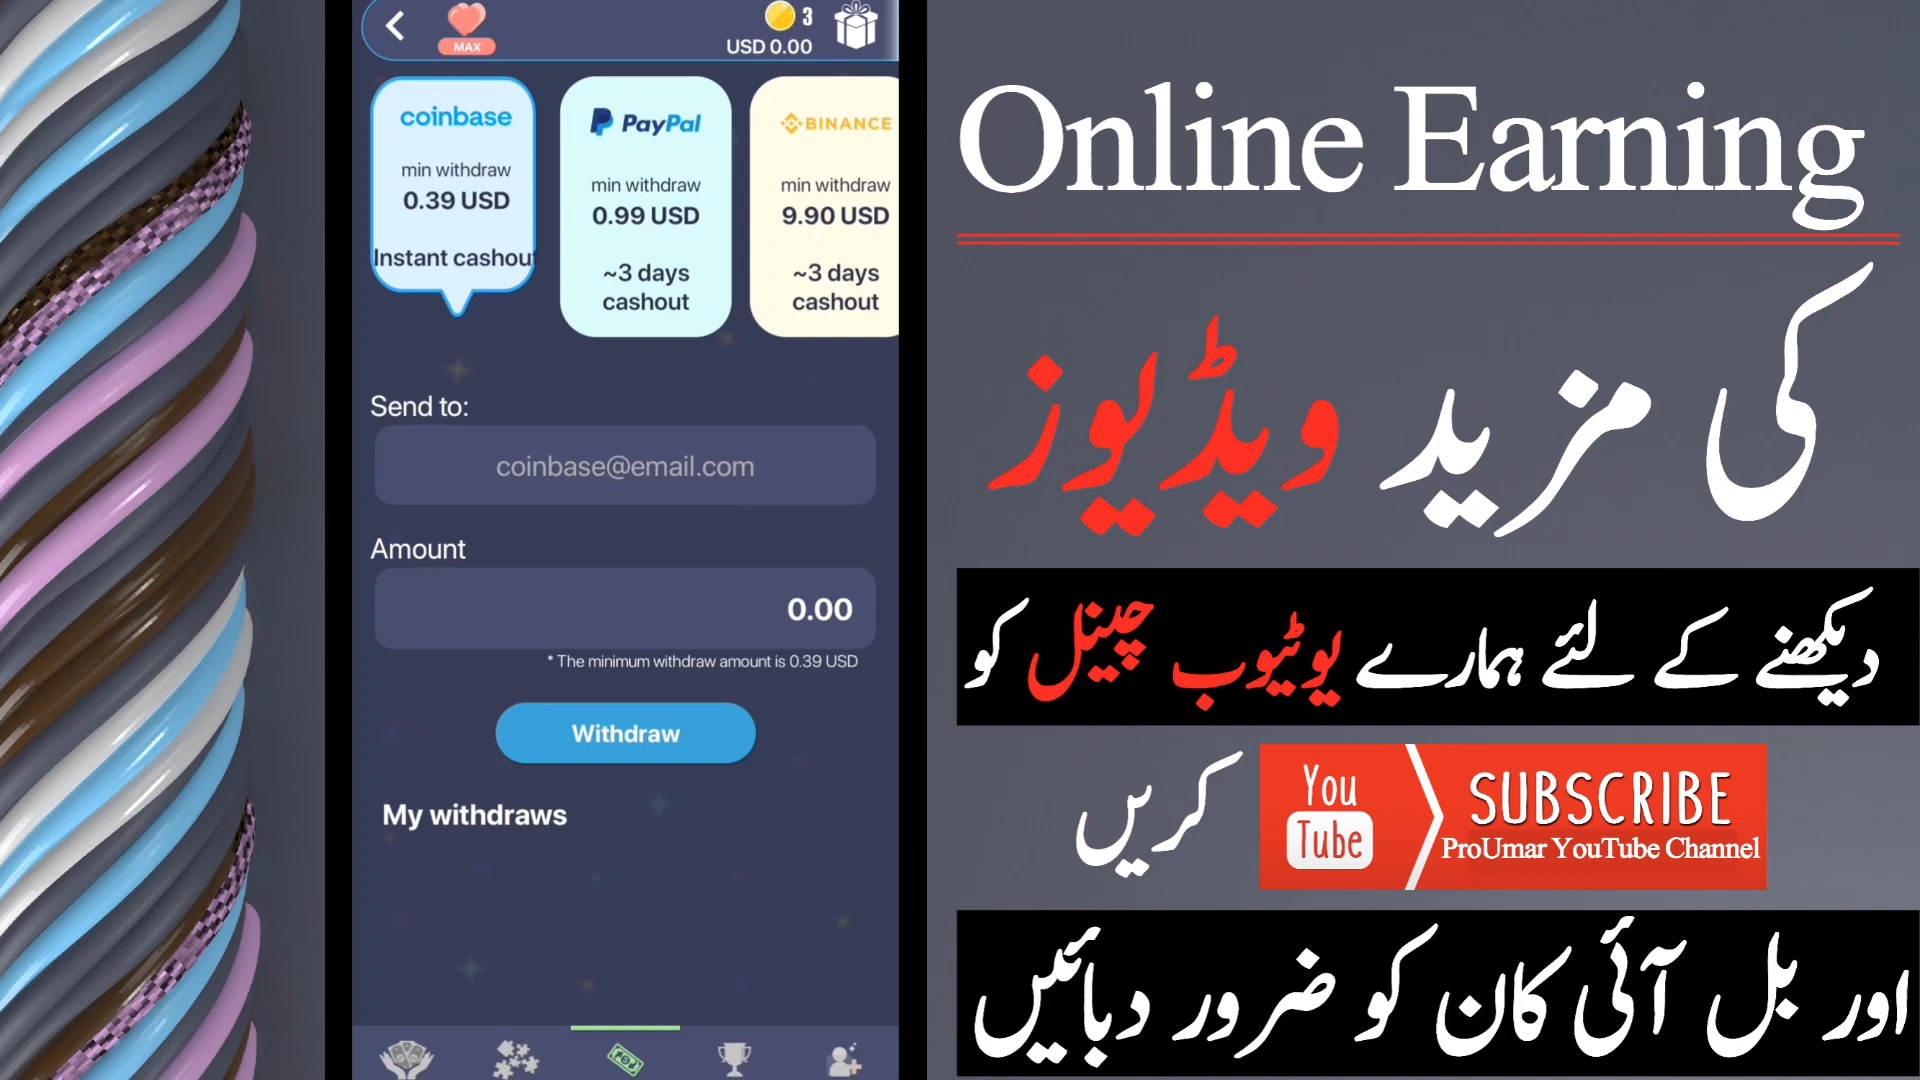 MAX
3
USD 0.00
coinbase
min withdraw
0.39 USD
Instant cashout
PayPal
min withdraw
0.99 USD
~3 days
cashout
BINANCE
min withdraw
9.90 USD
~3 days
cashout
Send to:
coinbase@email.com
Amount
0.00
* The minimum withdraw amount is 0.39 USD
Withdraw
My withdraws
Online Earning
کی مزید ویڈیوز
دیکھنے کے لئے ہمارے یوٹیوب چینل کو
کریں
You
Tube
SUBSCRIBE
ProUmar YouTube Channel
اور بل آئی کان کو ضرور دبائیں